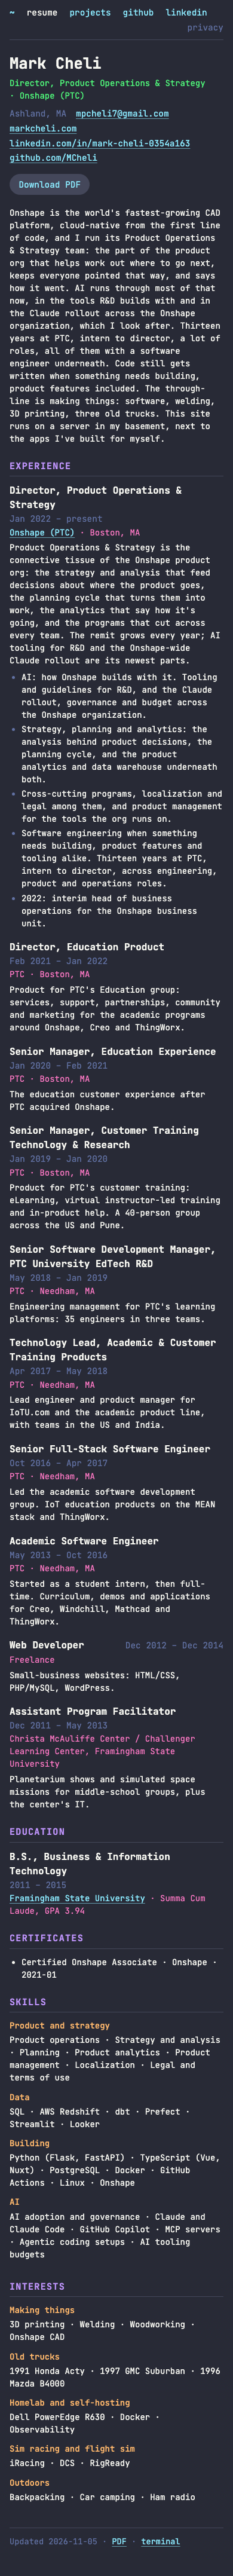 ~ resume projects github linkedin
privacy
Mark Cheli
Director, Product Operations & Strategy
· Onshape (PTC)
Ashland, MA mpcheli7@gmail.com
markcheli.com
linkedin.com/in/mark-cheli-0354a163
github.com/MCheli
Download PDF
Onshape is the world's fastest-growing CAD
platform, cloud-native from the first line
of code, and I run its Product Operations
& Strategy team: the part of the product
org that helps work out where to go next,
keeps everyone pointed that way, and says
how it went. AI runs through most of that
now, in the tools R&D builds with and in
the Claude rollout across the Onshape
organization, which I look after. Thirteen
years at PTC, intern to director, a lot of
roles, all of them with a software
engineer underneath. Code still gets
written when something needs building,
product features included. The through-
line is making things: software, welding,
3D printing, three old trucks. This site
runs on a server in my basement, next to
the apps I've built for myself.
EXPERIENCE
Director, Product Operations &
Strategy
Jan 2022 – present
Onshape (PTC) · Boston, MA
Product Operations & Strategy is the
connective tissue of the Onshape product
org: the strategy and analysis that feed
decisions about where the product goes,
the planning cycle that turns them into
work, the analytics that say how it's
going, and the programs that cut across
every team. The remit grows every year; AI
tooling for R&D and the Onshape-wide
Claude rollout are its newest parts.
• AI: how Onshape builds with it. Tooling
and guidelines for R&D, and the Claude
rollout, governance and budget across
the Onshape organization.
• Strategy, planning and analytics: the
analysis behind product decisions, the
planning cycle, and the product
analytics and data warehouse underneath
both.
• Cross-cutting programs, localization and
legal among them, and product management
for the tools the org runs on.
• Software engineering when something
needs building, product features and
tooling alike. Thirteen years at PTC,
intern to director, across engineering,
product and operations roles.
• 2022: interim head of business
operations for the Onshape business
unit.
Director, Education Product
Feb 2021 – Jan 2022
PTC · Boston, MA
Product for PTC's Education group:
services, support, partnerships, community
and marketing for the academic programs
around Onshape, Creo and ThingWorx.
Senior Manager, Education Experience
Jan 2020 – Feb 2021
PTC · Boston, MA
The education customer experience after
PTC acquired Onshape.
Senior Manager, Customer Training
Technology & Research
Jan 2019 – Jan 2020
PTC · Boston, MA
Product for PTC's customer training:
eLearning, virtual instructor-led training
and in-product help. A 40-person group
across the US and Pune.
Senior Software Development Manager,
PTC University EdTech R&D
May 2018 – Jan 2019
PTC · Needham, MA
Engineering management for PTC's learning
platforms: 35 engineers in three teams.
Technology Lead, Academic & Customer
Training Products
Apr 2017 – May 2018
PTC · Needham, MA
Lead engineer and product manager for
IoTU.com and the academic product line,
with teams in the US and India.
Senior Full-Stack Software Engineer
Oct 2016 – Apr 2017
PTC · Needham, MA
Led the academic software development
group. IoT education products on the MEAN
stack and ThingWorx.
Academic Software Engineer
May 2013 – Oct 2016
PTC · Needham, MA
Started as a student intern, then full-
time. Curriculum, demos and applications
for Creo, Windchill, Mathcad and
ThingWorx.
Web Developer Dec 2012 – Dec 2014
Freelance
Small-business websites: HTML/CSS,
PHP/MySQL, WordPress.
Assistant Program Facilitator
Dec 2011 – May 2013
Christa McAuliffe Center / Challenger
Learning Center, Framingham State
University
Planetarium shows and simulated space
missions for middle-school groups, plus
the center's IT.
EDUCATION
B.S., Business & Information
Technology
2011 – 2015
Framingham State University · Summa Cum
Laude, GPA 3.94
CERTIFICATES
• Certified Onshape Associate · Onshape ·
2021-01
SKILLS
Product and strategy
Product operations · Strategy and analysis
· Planning · Product analytics · Product
management · Localization · Legal and
terms of use
Data
SQL · AWS Redshift · dbt · Prefect ·
Streamlit · Looker
Building
Python (Flask, FastAPI) · TypeScript (Vue,
Nuxt) · PostgreSQL · Docker · GitHub
Actions · Linux · Onshape
AI
AI adoption and governance · Claude and
Claude Code · GitHub Copilot · MCP servers
· Agentic coding setups · AI tooling
budgets
INTERESTS
Making things
3D printing · Welding · Woodworking ·
Onshape CAD
Old trucks
1991 Honda Acty · 1997 GMC Suburban · 1996
Mazda B4000
Homelab and self-hosting
Dell PowerEdge R630 · Docker ·
Observability
Sim racing and flight sim
iRacing · DCS · RigReady
Outdoors
Backpacking · Car camping · Ham radio
Updated 2026-11-05 · PDF · terminal